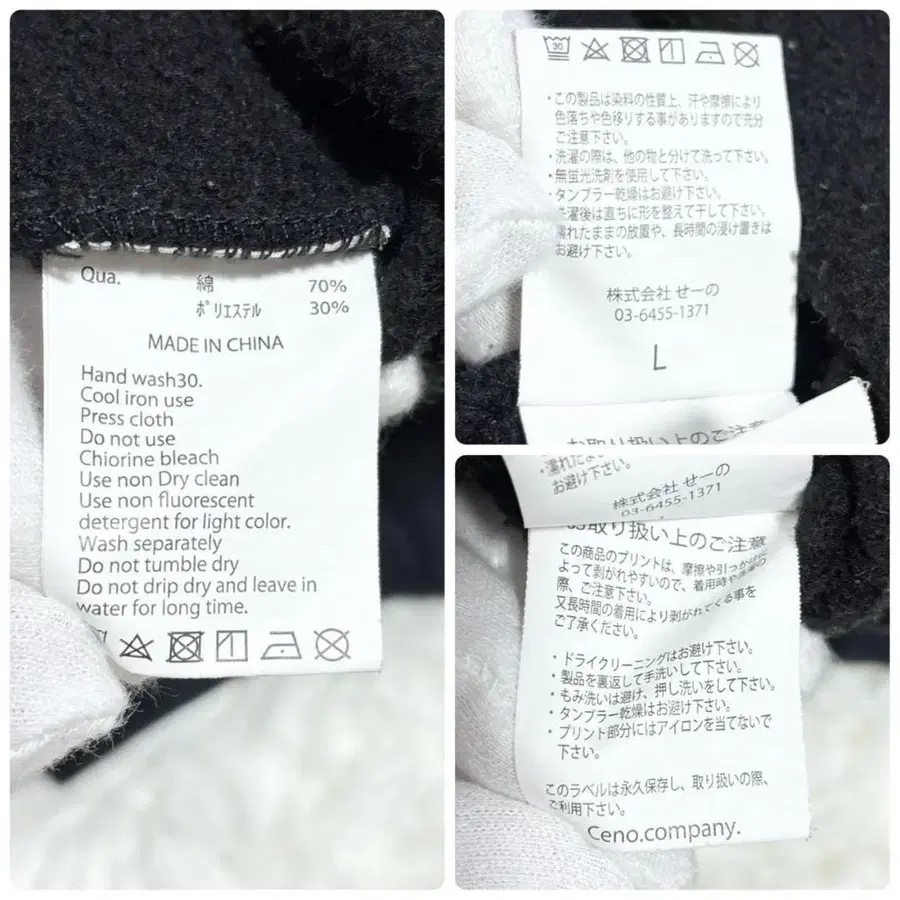 Qua. 綿 70%
ポリエステル 30%
MADE IN CHINA
Hand wash30.
Cool iron use
Press cloth
Do not use
Chiorine bleach
Use non Dry clean
Use non fluorescent
detergent for light color.
Wash separately
Do not tumble dry
Do not drip dry and leave in
water for long time.
30
・この製品は染料の性質上、汗や摩擦により
色落ちや色移りする事がありますので充分
ご注意下さい。
・洗濯の際は、他の物と分けて洗って下さい。
・無蛍光洗剤を使用して下さい。
・タンブラー乾燥はお避け下さい。
洗濯後は直ちに形を整えて干して下さい。
濡れたままの放置や、長時間の浸け置きは
お避け下さい。
株式会社 せーの
03-6455-1371
L
お取り扱い上のご注意
・濡れたま
お避け下さい。
株式会社 せーの
03-6455-1371
お取り扱い上のご注意
この商品のプリントは、摩擦や引っかけに
よって剥がれやすいので、着用時や洗濯の
際、ご注意下さい。
又長時間の着用により剥がれてくる事を
ご了承ください。
・ドライクリーニングはお避け下さい。
・製品を裏返して手洗いして下さい。
・もみ洗いは避け、押し洗いをして下さい。
・タンブラー乾燥はお避け下さい。
・プリント部分にはアイロンを当てないで
下さい。
このラベルは永久保存し、取り扱いの際、
ご利用下さい。
Ceno.company.